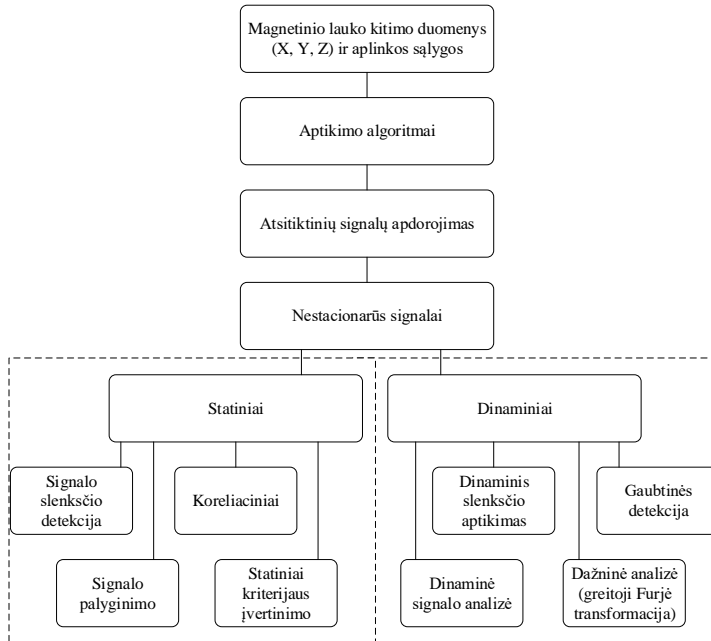 Magnetinio lauko kitimo duomenys
(X, Y, Z) ir aplinkos sąlygos
Aptikimo algoritmai
Atsitiktinių signalų apdorojimas
Nestacionarūs signalai
Statiniai
Dinaminiai
Signalo
slenksčio
detekcija
Koreliaciniai
Dinaminis
slenksčio
aptikimas
Gaubtinės
detekcija
Signalo
palyginimo
Statiniai
kriterijaus
įvertinimo
Dinaminė
signalo analizė
Dažninė analizė
(greitoji Furjė
transformacija)